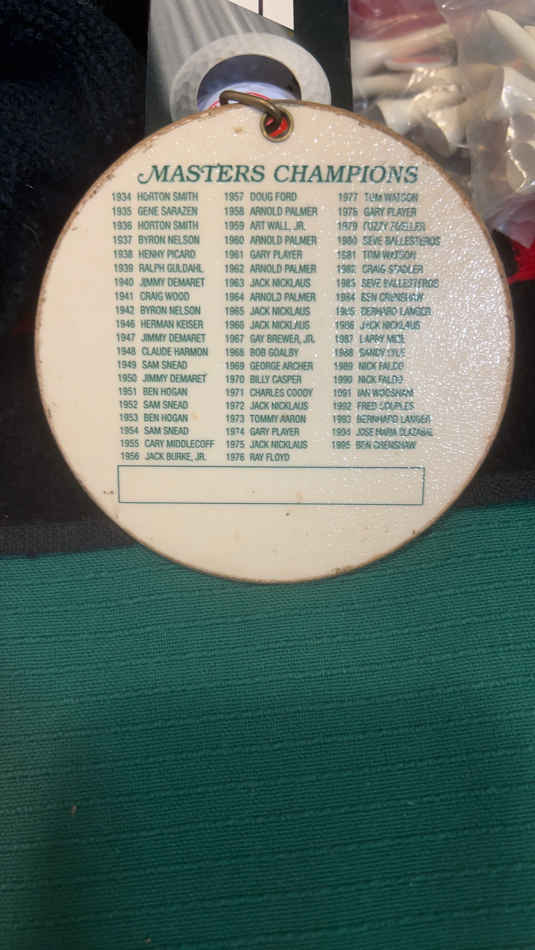 MASTERS CHAMPIONS
1934 HORTON SMITH
1935 GENE SARAZEN
1936 HORTON SMITH
1937 BYRON NELSON
1938 HENRY PICARD
1939 RALPH GULDAHL
1940 JIMMY DEMARET
1941 CRAIG WOOD
1942 BYRON NELSON
1946 HERMAN KEISER
1947 JIMMY DEMARET
1948 CLAUDE HARMON
1949 SAM SNEAD
1950 JIMMY DEMARET
1951 BEN HOGAN
1952 SAM SNEAD
1953 BEN HOGAN
1954 SAM SNEAD
1955 CARY MIDDLECOFF
1956 JACK BURKE, JR.
1957 DOUG FORD
1958 ARNOLD PALMER
1959 ART WALL, JR.
1960 ARNOLD PALMER
1961 GARY PLAYER
1962 ARNOLD PALMER
1963 JACK NICKLAUS
1964 ARNOLD PALMER
1965 JACK NICKLAUS
1966 JACK NICKLAUS
1967 GAY BREWER, JR.
1968 BOB GOALBY
1969 GEORGE ARCHER
1970 BILLY CASPER
1971 CHARLES COODY
1972 JACK NICKLAUS
1973 TOMMY AARON
1974 GARY PLAYER
1975 JACK NICKLAUS
1976 RAY FLOYD
1977 TOM WATSON
1978 GARY PLAYER
1979 FUZZY ZOELLER
1980 SEVE BALLESTEROS
1981 TOM WATSON
1982 CRAIG STADLER
1983 SEVE BALLESTEROS
1984 BEN CRENSHAW
1985 BERNARD LANGER
1986 JACK NICKLAUS
1987 LARRY MIZE
1988 SANDY LYLE
1989 NICK FALDO
1990 NICK FALDO
1991 IAN WOOSNAM
1992 FRED COUPLES
1993 BERNHARD LANGER
1994 JOSE MARIA OLAZABAL
1995 BEN CRENSHAW